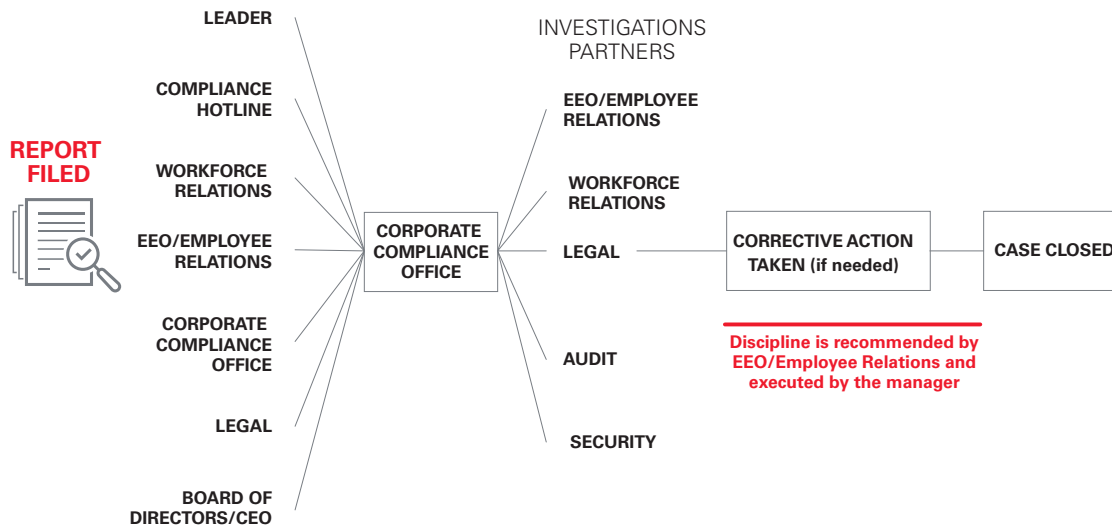 REPORT
FILED
LEADER
COMPLIANCE
HOTLINE
WORKFORCE
RELATIONS
EEO/EMPLOYEE
RELATIONS
CORPORATE
COMPLIANCE
OFFICE
LEGAL
BOARD OF
DIRECTORS/CEO
CORPORATE
COMPLIANCE
OFFICE
INVESTIGATIONS
PARTNERS
EEO/EMPLOYEE
RELATIONS
WORKFORCE
RELATIONS
LEGAL
AUDIT
SECURITY
CORRECTIVE ACTION
TAKEN (if needed)
Discipline is recommended by
EEO/Employee Relations and
executed by the manager
CASE CLOSED